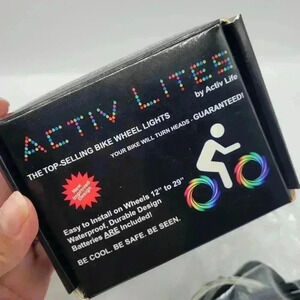 ACTIV LITES
by Activ Life
THE TOP-SELLING BIKE WHEEL LIGHTS
YOUR BIKE WILL TURN HEADS - GUARANTEED!
Easy to Install on Wheels 12" to 29"
Waterproof, Durable Design
Batteries ARE Included!
BE COOL. BE SAFE. BE SEEN.